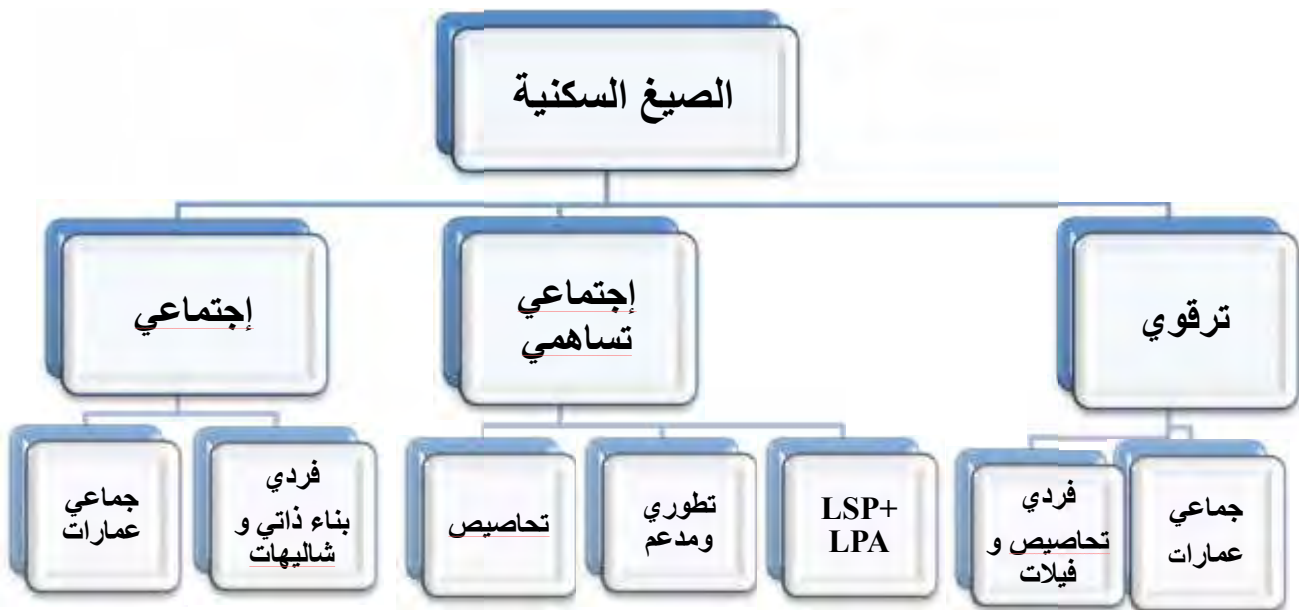 الصيغ السكنية
ترقوي
إجتماعي
تساهمي
إجتماعي
جماعي
عمارات
فردي
تحاصيص و
فيلات
LSP+
LPA
تطوري
ومدعم
تحاصيص
فردي
بناء ذاتي و
شاليهات
جماعي
عمارات